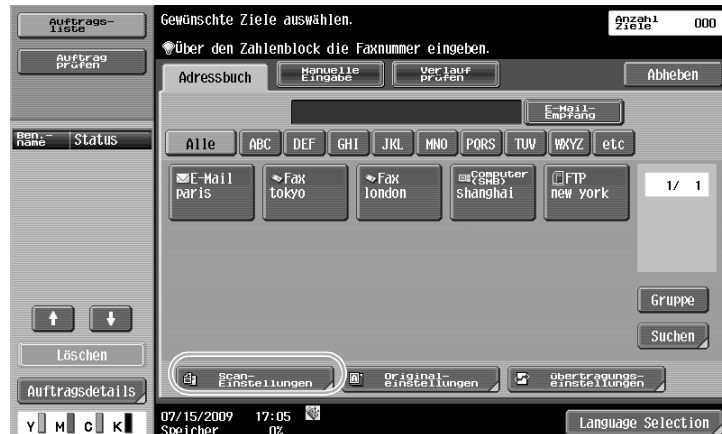 Auftrags-
liste
Auftrag
prüfen
Ben.-
name
Status
Löschen
Auftragsdetails
Y M C K
Gewünschte Ziele auswählen.
Anzahl
Ziele
000
Über den Zahlenblock die Faxnummer eingeben.
Adressbuch
Manuelle
Eingabe
Verlauf
prüfen
Abheben
E-Mail-
Empfang
Alle ABC DEF GHI JKL MNO PQRS TUV WXYZ etc
E-Mail
paris
Fax
tokyo
Fax
london
Computer
(SMB)
shanghai
FTP
new york
1/ 1
Gruppe
Suchen
Scan-
Einstellungen
Original-
einstellungen
übertragungs-
einstellungen
07/15/2009 17:05
Speicher 0%
Language Selection